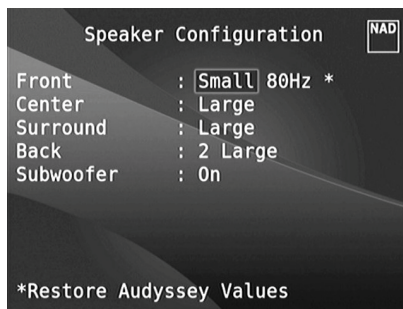 Speaker Configuration
NAD
Front : Small 80Hz *
Center : Large
Surround : Large
Back : 2 Large
Subwoofer : On
*Restore Audyssey Values